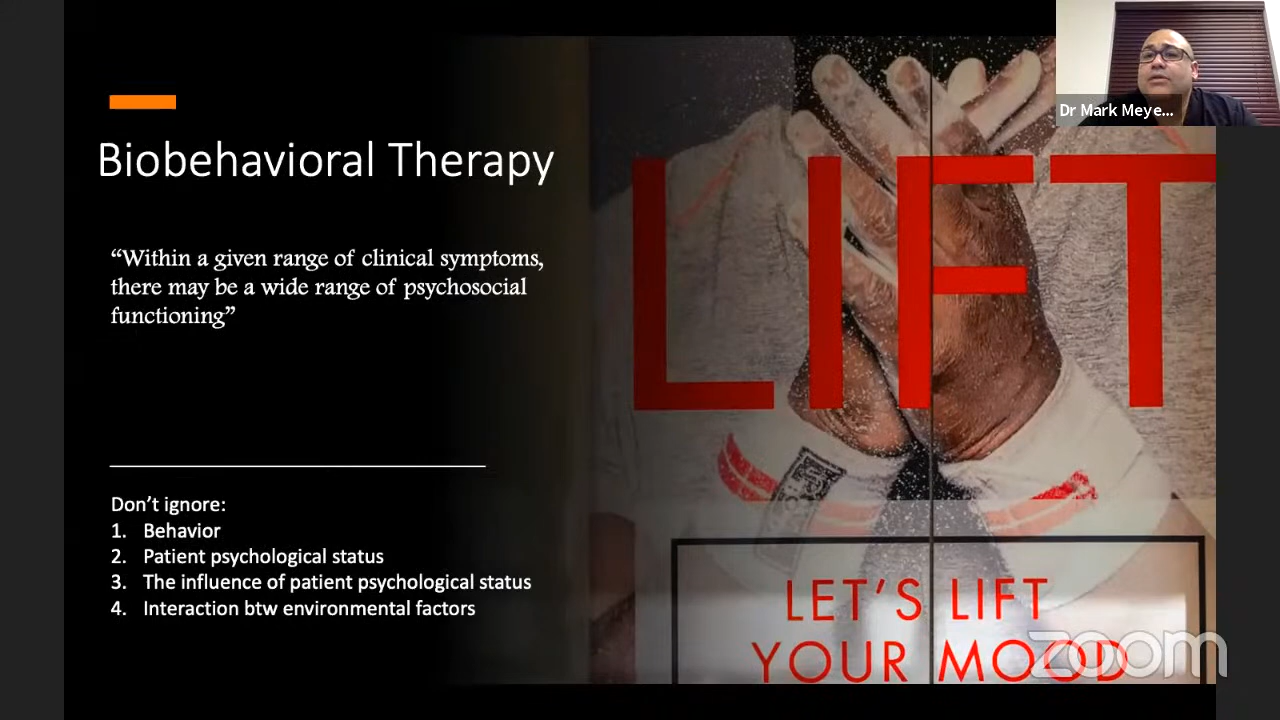 Dr Mark Meye...
Biobehavioral Therapy
“Within a given range of clinical symptoms,
there may be a wide range of psychosocial
functioning”
Don’t ignore:
1. Behavior
2. Patient psychological status
3. The influence of patient psychological status
4. Interaction btw environmental factors
LIFT
LET’S LIFT
YOUR MOOD
zoom